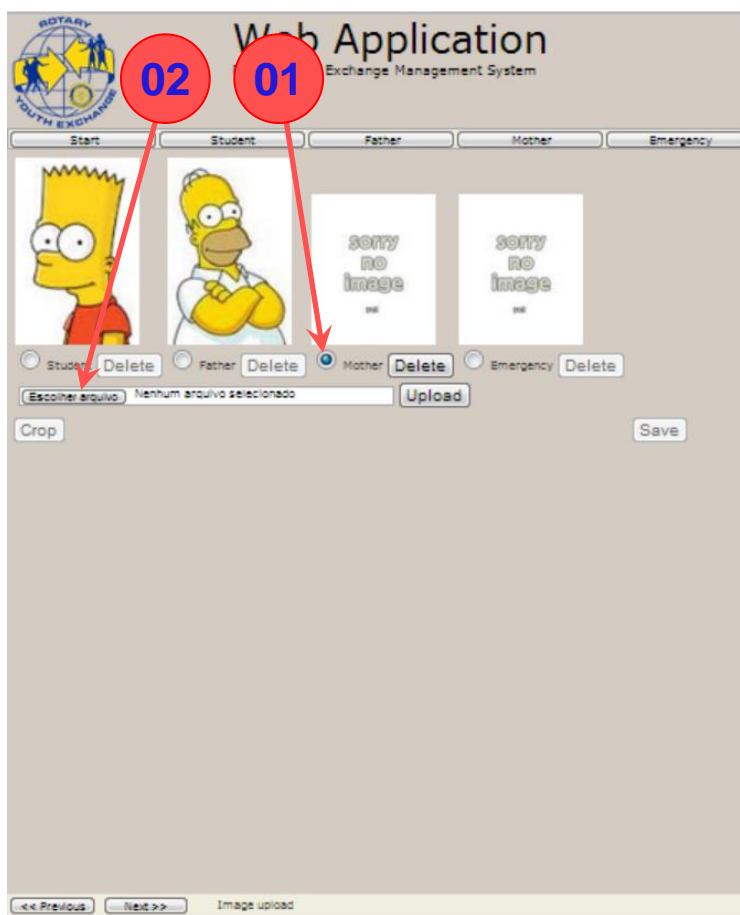 ROTARY
YOUTH EXCHANGE
Web Application
Exchange Management System
02 01
Start Student Father Mother Emergency
sorry no image
sorry no image
Student Delete Father Delete Mother Delete Emergency Delete
Escolher arquivo Nenhum arquivo selecionado Upload
Crop Save
<< Previous Next >> Image upload